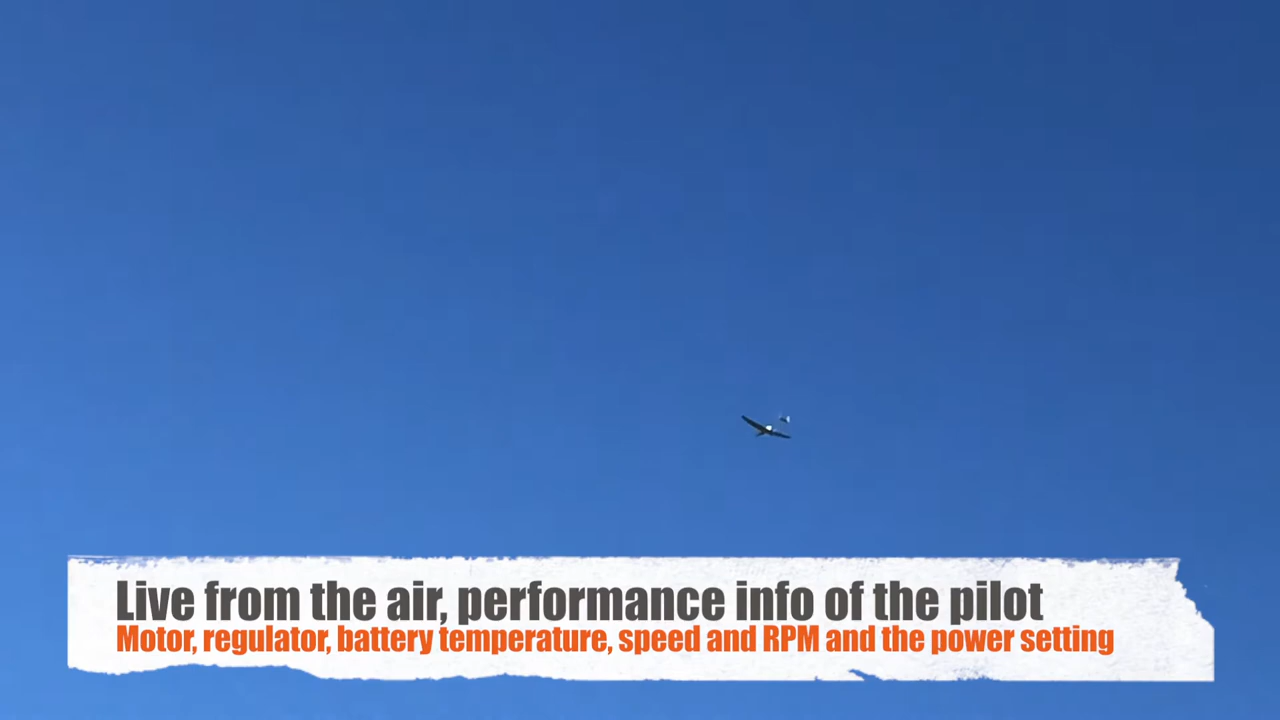 Live from the air, performance info of the pilot
Motor, regulator, battery temperature, speed and RPM and the power setting